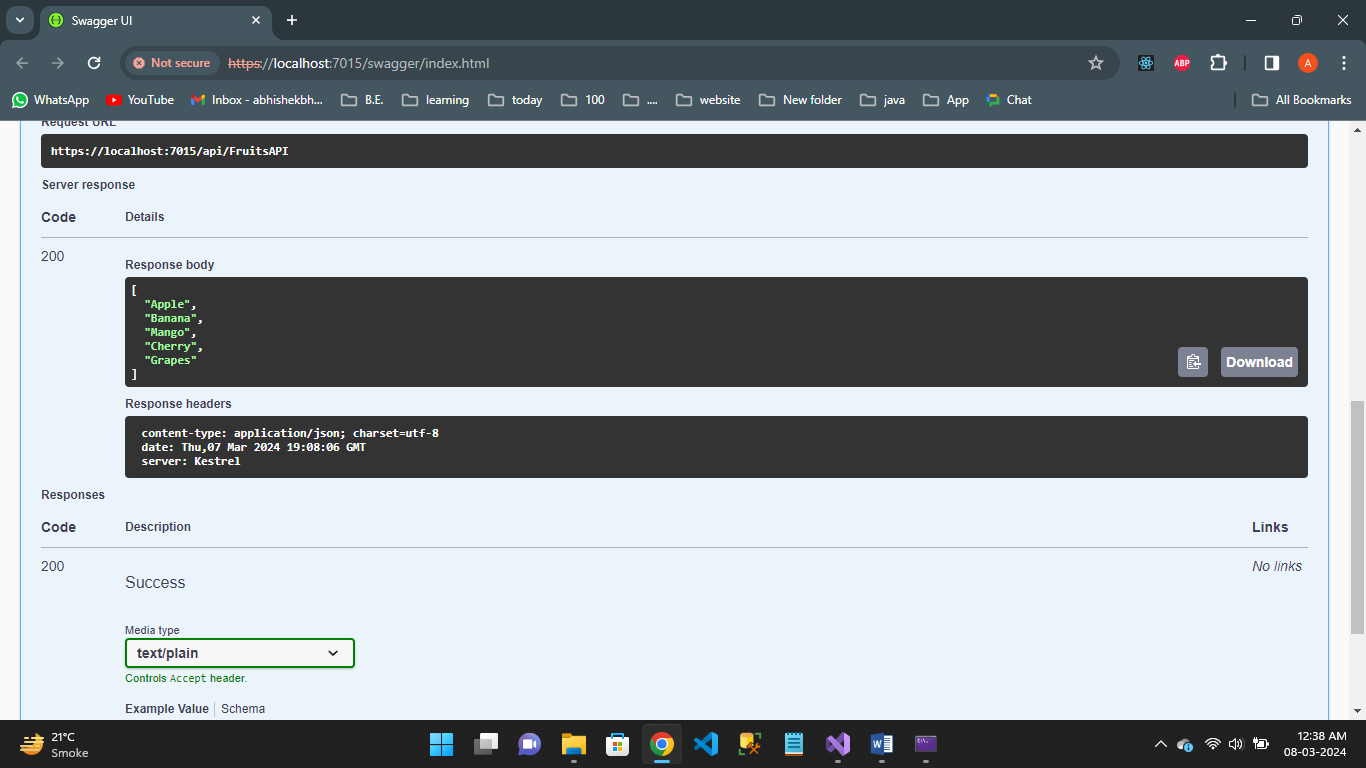 Swagger UI
Not secure https://localhost:7015/swagger/index.html ABP A
WhatsApp YouTube Inbox - abhishekbh... B.E. learning today 100 .... website New folder java App Chat All Bookmarks
Request URL
https://localhost:7015/api/FruitsAPI
Server response
Code Details
200
Response body
[
"Apple",
"Banana",
"Mango",
"Cherry",
"Grapes"
]
Download
Response headers
content-type: application/json; charset=utf-8
date: Thu,07 Mar 2024 19:08:06 GMT
server: Kestrel
Responses
Code Description Links
200 No links
Success
Media type
text/plain
Controls Accept header.
Example Value Schema
21°C
Smoke
12:38 AM
08-03-2024